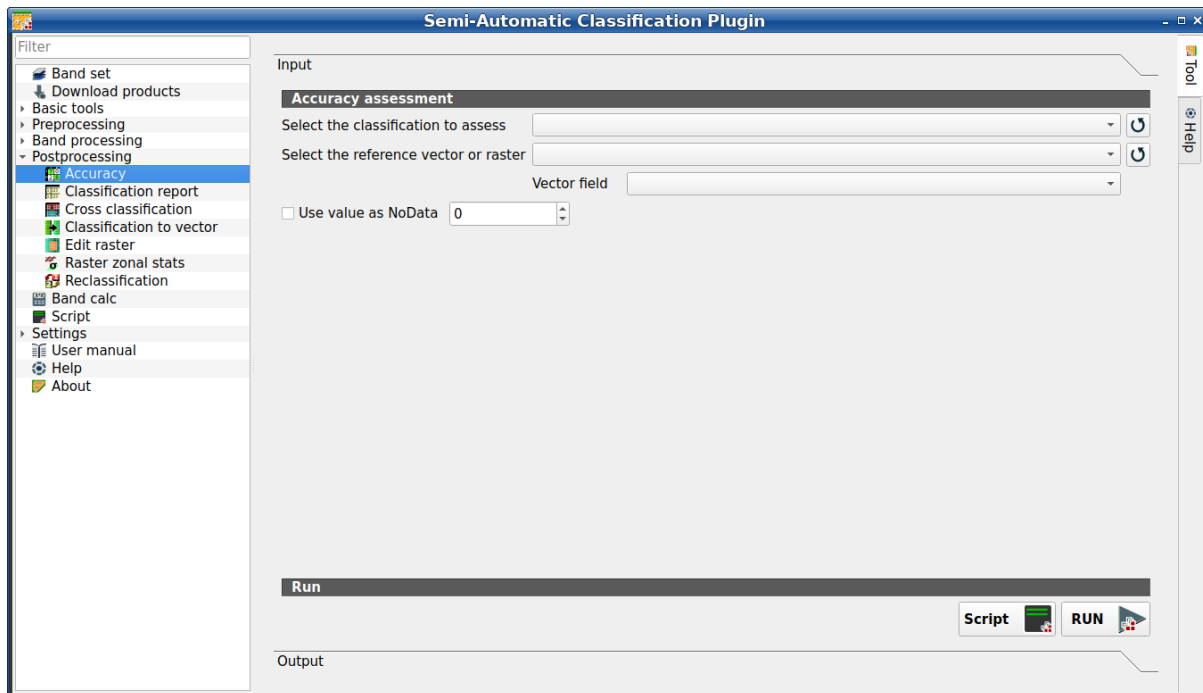 Semi-Automatic Classification Plugin
Filter
Band set
Download products
Basic tools
Preprocessing
Band processing
Postprocessing
Accuracy
Classification report
Cross classification
Classification to vector
Edit raster
Raster zonal stats
Reclassification
Band calc
Script
Settings
User manual
Help
About
Input
Accuracy assessment
Select the classification to assess
Select the reference vector or raster
Vector field
Use value as NoData 0
Run
Script RUN
Output
Tool
Help